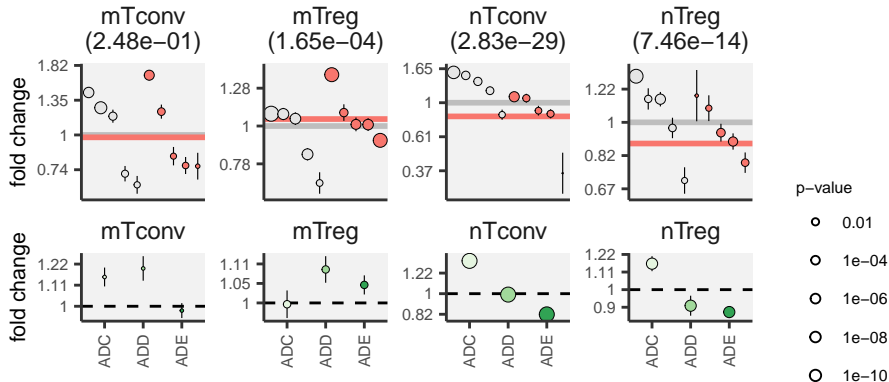 mTconv
(2.48e−01)
mTreg
(1.65e−04)
nTconv
(2.83e−29)
nTreg
(7.46e−14)
fold change
1.82
1.35
1
0.74
1.28
1
0.78
1.65
1
0.61
0.37
1.22
1
0.82
0.67
mTconv
mTreg
nTconv
nTreg
fold change
1.22
1.11
1
1.11
1.05
1
1.22
1
0.82
1.22
1.11
1
0.9
ADC
ADD
ADE
ADC
ADD
ADE
ADC
ADD
ADE
ADC
ADD
ADE
p−value
0.01
1e−04
1e−06
1e−08
1e−10